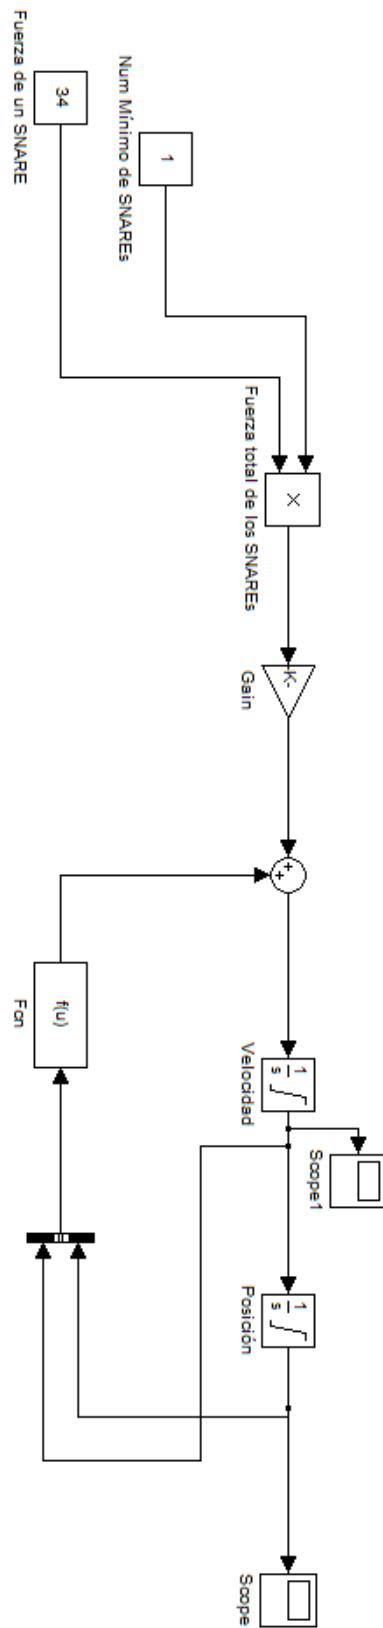 1
Num Mínimo de SNAREs
34
Fuerza de un SNARE
X
Fuerza total de los SNAREs
K-
Gain
+
+
f(u)
Fcn
1
s
Velocidad
Scope1
1
s
Posición
Scope